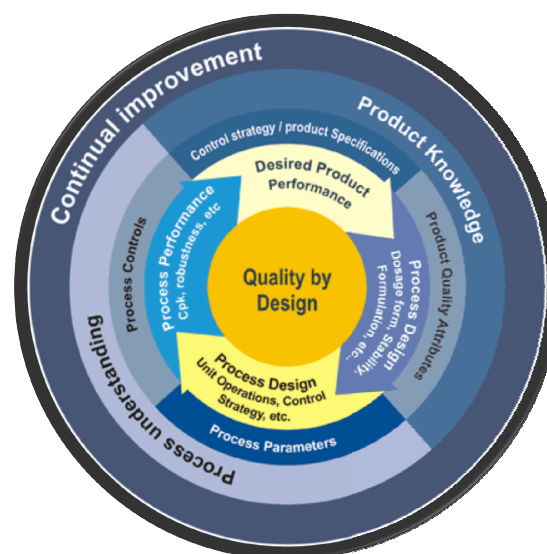 Continual improvement
Product Knowledge
Control strategy / product Specifications
Desired Product
Performance
Process Performance
Cpk, robustness, etc
Process Controls
Product Quality Attributes
Process Design
Dosage form, Stability,
Formulation, etc.,
Quality by
Design
Process Design
Unit Operations, Control
Strategy, etc.
Process Parameters
Process understanding